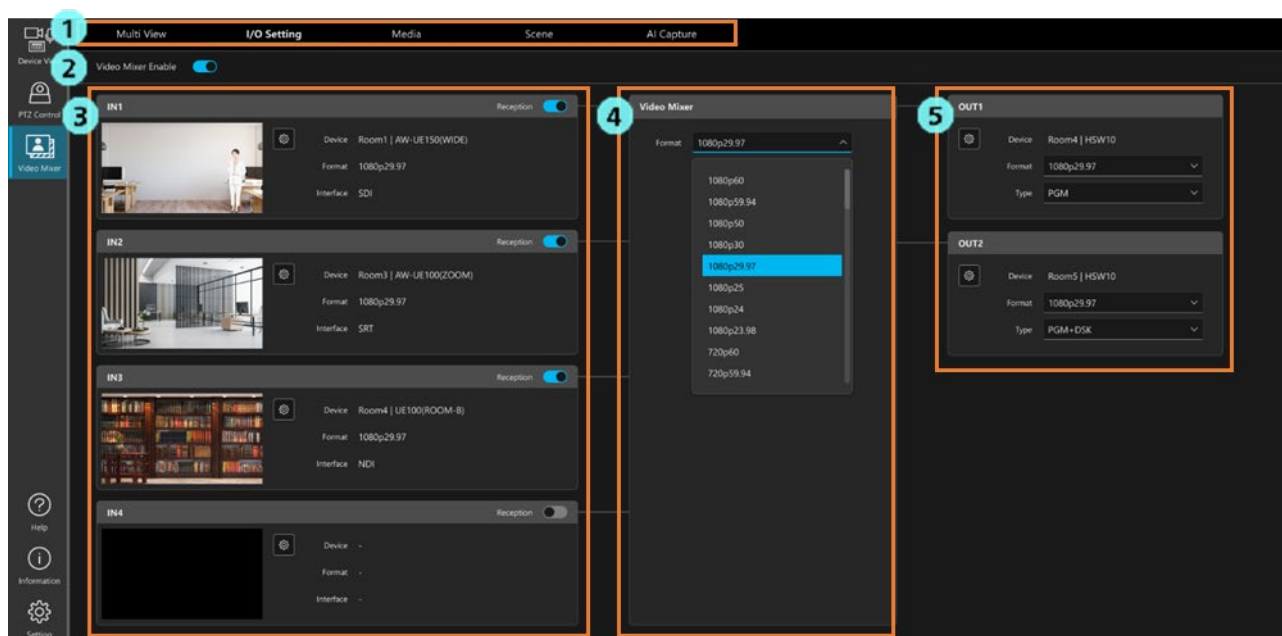 1
Multi View I/O Setting Media Scene AI Capture
2
Video Mixer Enable
Device Vi
PTZ Control
Video Mixer
Help
Information
Setting
3
IN1 Reception
Device Room1 | AW-UE150(WIDE)
Format 1080p29.97
Interface SDI
IN2 Reception
Device Room3 | AW-UE100(ZOOM)
Format 1080p29.97
Interface SRT
IN3 Reception
Device Room4 | UE100(ROOM-B)
Format 1080p29.97
Interface NDI
IN4 Reception
Device -
Format -
Interface -
4
Video Mixer
Format 1080p29.97
1080p60
1080p59.94
1080p50
1080p30
1080p29.97
1080p25
1080p24
1080p23.98
720p60
720p59.94
5
OUT1
Device Room4 | HSW10
Format 1080p29.97
Type PGM
OUT2
Device Room5 | HSW10
Format 1080p29.97
Type PGM+DSK